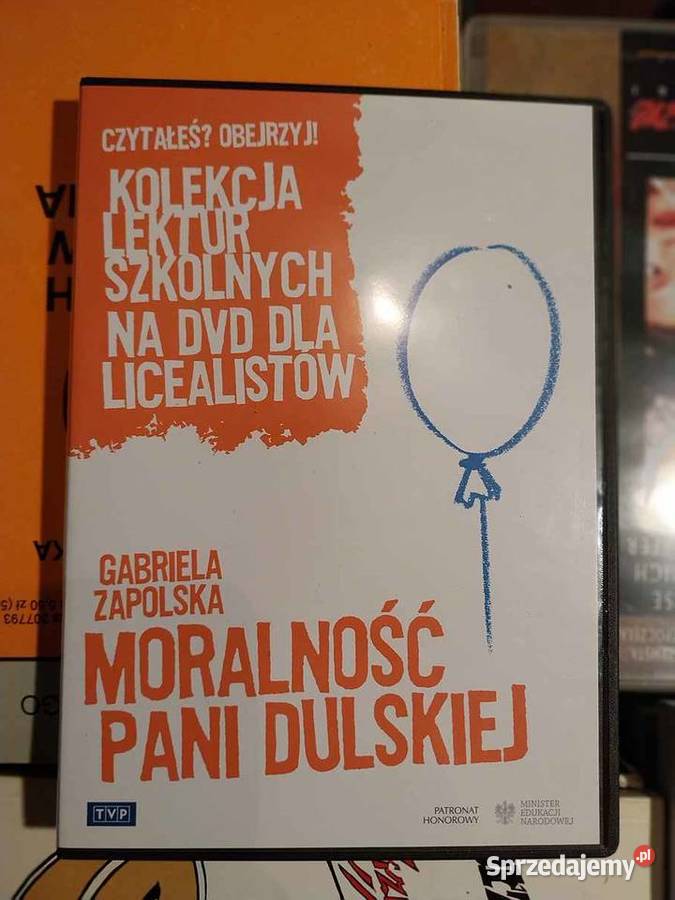 CZYTAŁEŚ? OBEJRZYJ!
KOLEKCJA
LEKTUR
SZKOLNYCH
NA DVD DLA
LICEALISTÓW
GABRIELA
ZAPOLSKA
MORALNOŚĆ
PANI DULSKIEJ
TVP
PATRONAT
HONOROWY
MINISTER
EDUKACJI
NARODOWEJ
Sprzedajemy.pl